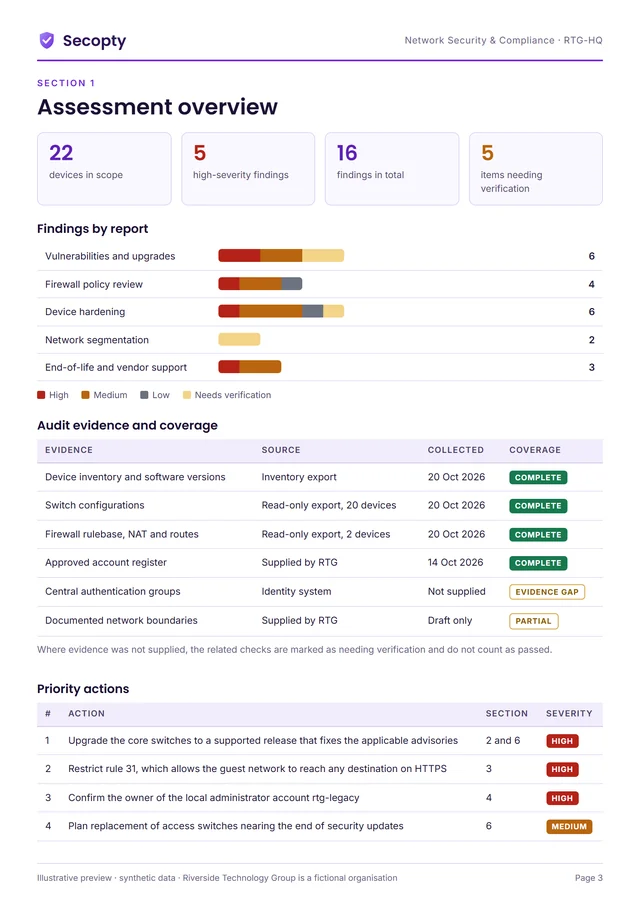 Secopty
Network Security & Compliance · RTG-HQ
SECTION 1
Assessment overview
22
devices in scope
5
high-severity findings
16
findings in total
5
items needing
verification
Findings by report
Vulnerabilities and upgrades 6
Firewall policy review 4
Device hardening 6
Network segmentation 2
End-of-life and vendor support 3
High Medium Low Needs verification
Audit evidence and coverage
EVIDENCE SOURCE COLLECTED COVERAGE
Device inventory and software versions Inventory export 20 Oct 2026 COMPLETE
Switch configurations Read-only export, 20 devices 20 Oct 2026 COMPLETE
Firewall rulebase, NAT and routes Read-only export, 2 devices 20 Oct 2026 COMPLETE
Approved account register Supplied by RTG 14 Oct 2026 COMPLETE
Central authentication groups Identity system Not supplied EVIDENCE GAP
Documented network boundaries Supplied by RTG Draft only PARTIAL
Where evidence was not supplied, the related checks are marked as needing verification and do not count as passed.
Priority actions
# ACTION SECTION SEVERITY
1 Upgrade the core switches to a supported release that fixes the applicable advisories 2 and 6 HIGH
2 Restrict rule 31, which allows the guest network to reach any destination on HTTPS 3 HIGH
3 Confirm the owner of the local administrator account rtg-legacy 4 HIGH
4 Plan replacement of access switches nearing the end of security updates 6 MEDIUM
Illustrative preview · synthetic data · Riverside Technology Group is a fictional organisation
Page 3